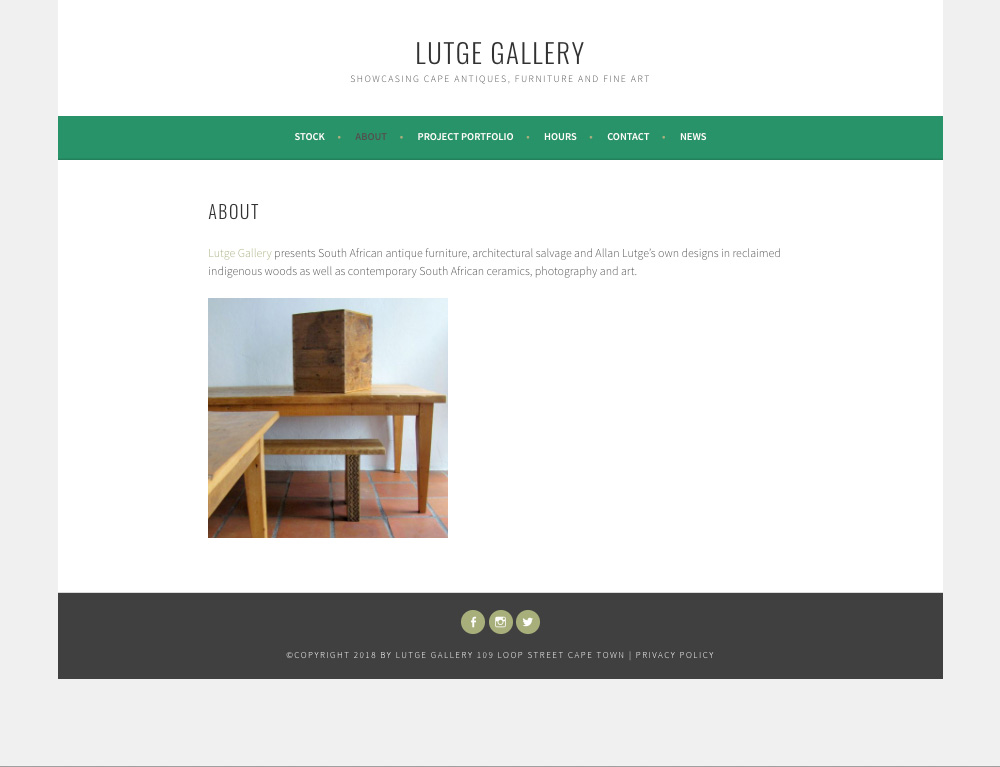 LUTGE GALLERY
SHOWCASING CAPE ANTIQUES, FURNITURE AND FINE ART
STOCK • ABOUT • PROJECT PORTFOLIO • HOURS • CONTACT • NEWS
ABOUT
Lutge Gallery presents South African antique furniture, architectural salvage and Allan Lutge's own designs in reclaimed
indigenous woods as well as contemporary South African ceramics, photography and art.
©COPYRIGHT 2018 BY LUTGE GALLERY 109 LOOP STREET CAPE TOWN | PRIVACY POLICY